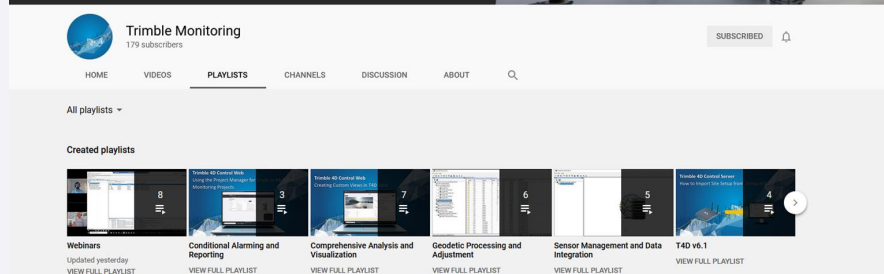 Trimble Monitoring
179 subscribers
SUBSCRIBED
HOME VIDEOS PLAYLISTS CHANNELS DISCUSSION ABOUT
All playlists
Created playlists
8
Trimble 4D Control Web
Using the Project Manager for
Monitoring Projects
3
Trimble 4D Control Web
Creating Custom Views in T4D
7
6
5
Trimble 4D Control Server
How to Import Site Setup from
4
Webinars
Updated yesterday
VIEW FULL PLAYLIST
Conditional Alarming and
Reporting
VIEW FULL PLAYLIST
Comprehensive Analysis and
Visualization
VIEW FULL PLAYLIST
Geodetic Processing and
Adjustment
VIEW FULL PLAYLIST
Sensor Management and Data
Integration
VIEW FULL PLAYLIST
T4D v6.1
VIEW FULL PLAYLIST